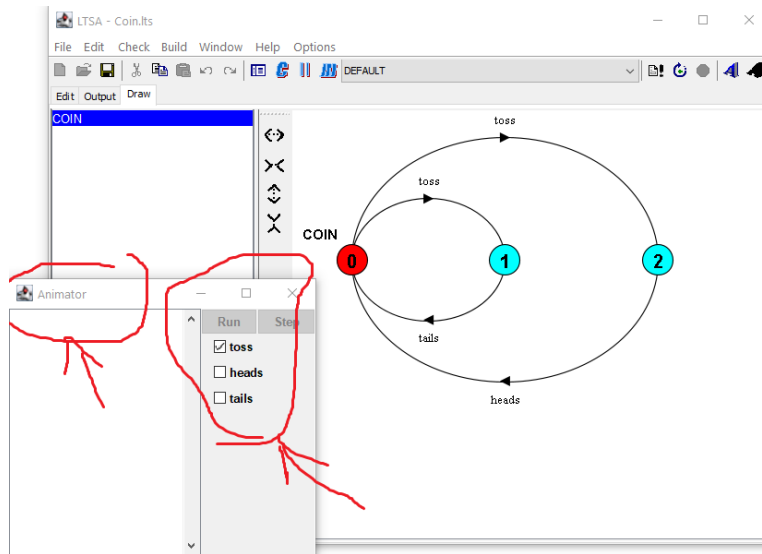 LTSA - Coin.lts
File Edit Check Build Window Help Options
DEFAULT
Edit Output Draw
COIN
toss
toss
COIN
0 1 2
tails
heads
Animator
Run Step
toss
heads
tails